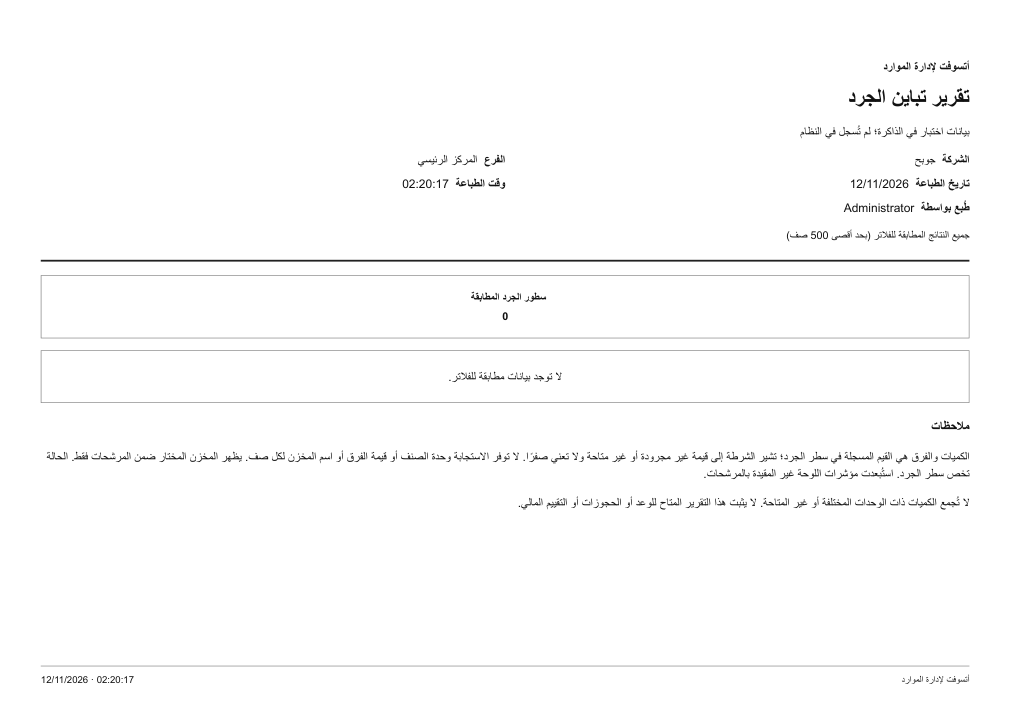 أتسوفت لإدارة الموارد
تقرير تباين الجرد
بيانات اختبار في الذاكرة؛ لم تُسجل في النظام
الشركة جوبح
الفرع المركز الرئيسي
تاريخ الطباعة 12/11/2026
وقت الطباعة 02:20:17
طُبع بواسطة Administrator
جميع النتائج المطابقة للفلاتر (بحد أقصى 500 صف)
سطور الجرد المطابقة
0
لا توجد بيانات مطابقة للفلاتر.
ملاحظات
الكميات والفرق هي القيم المسجلة في سطر الجرد؛ تشير الشرطة إلى قيمة غير مجرودة أو غير متاحة ولا تعني صفرًا. لا توفر الاستجابة وحدة الصنف أو قيمة الفرق أو اسم المخزن لكل صف. يظهر المخزن المختار ضمن المرشحات فقط. الحالة
تخص سطر الجرد. استُبعدت مؤشرات اللوحة غير المقيدة بالمرشحات.
لا تُجمع الكميات ذات الوحدات المختلفة أو غير المتاحة. لا يثبت هذا التقرير المتاح للوعد أو الحجوزات أو التقييم المالي.
أتسوفت لإدارة الموارد
12/11/2026 · 02:20:17